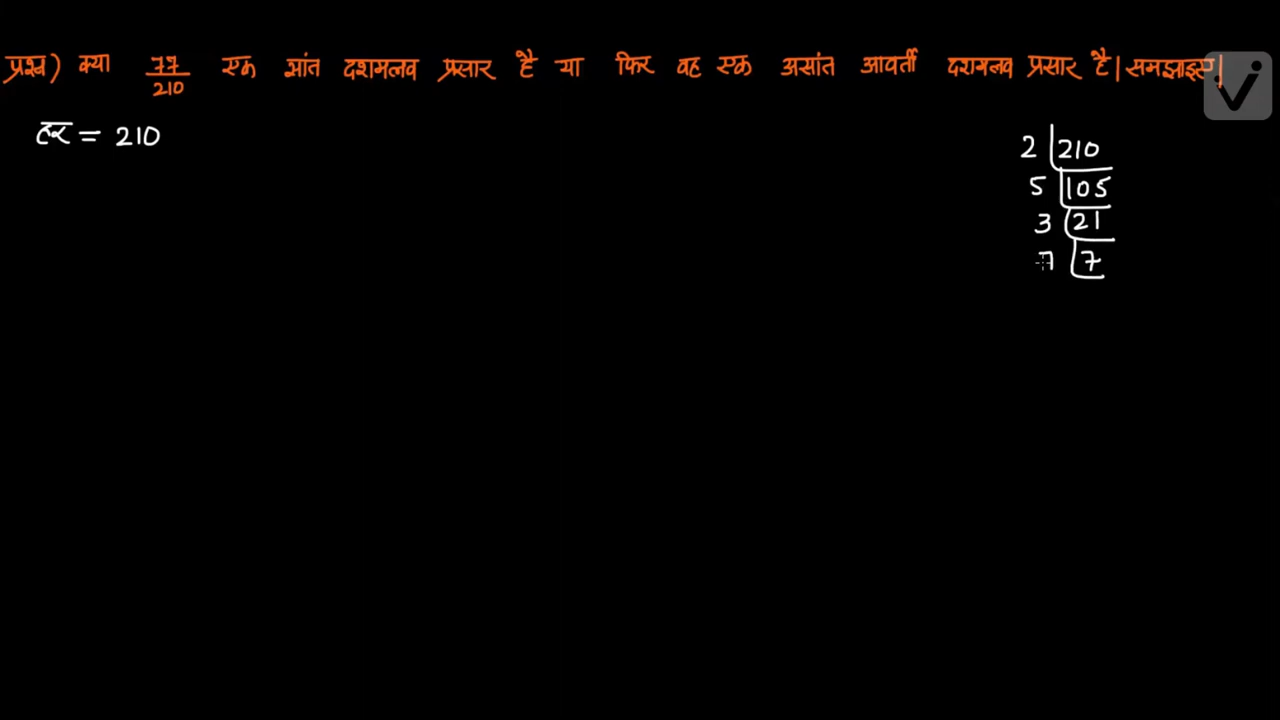 प्रश्न) क्या 77/210 एक सांत दशमलव प्रसार है या फिर वह एक असांत आवर्ती दशमलव प्रसार है| समझाइए|
हर = 210
2 210
5 105
3 21
7 7